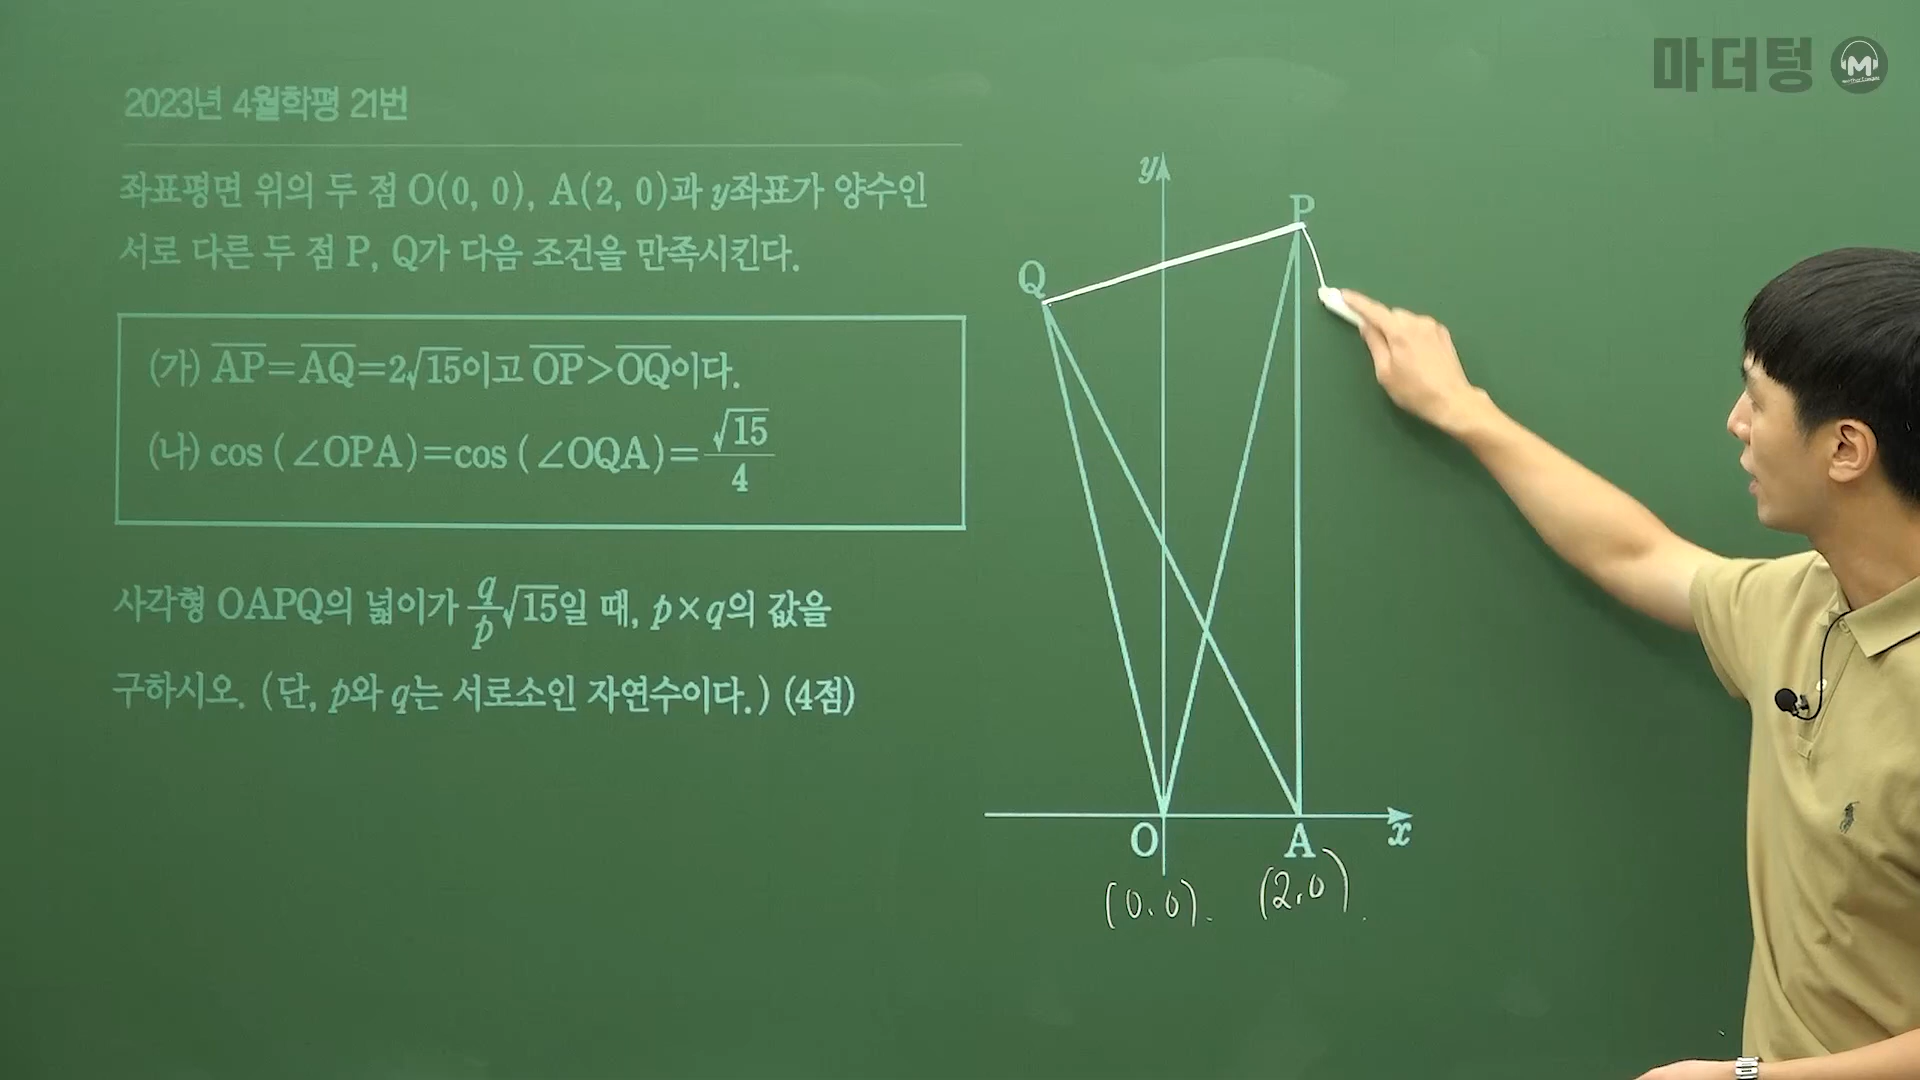 마더텅 M
2023년 4월학평 21번
좌표평면 위의 두 점 O(0, 0), A(2, 0)과 y좌표가 양수인
서로 다른 두 점 P, Q가 다음 조건을 만족시킨다.
(가) \overline{AP}=\overline{AQ}=2√15이고 \overline{OP}>\overline{OQ}이다.
(나) cos (∠OPA)=cos (∠OQA)=√15/4
사각형 OAPQ의 넓이가 q/p√15일 때, p×q의 값을
구하시오. (단, p와 q는 서로소인 자연수이다.) (4점)
y
P
Q
O
A
x
(0.0).
(2.0).